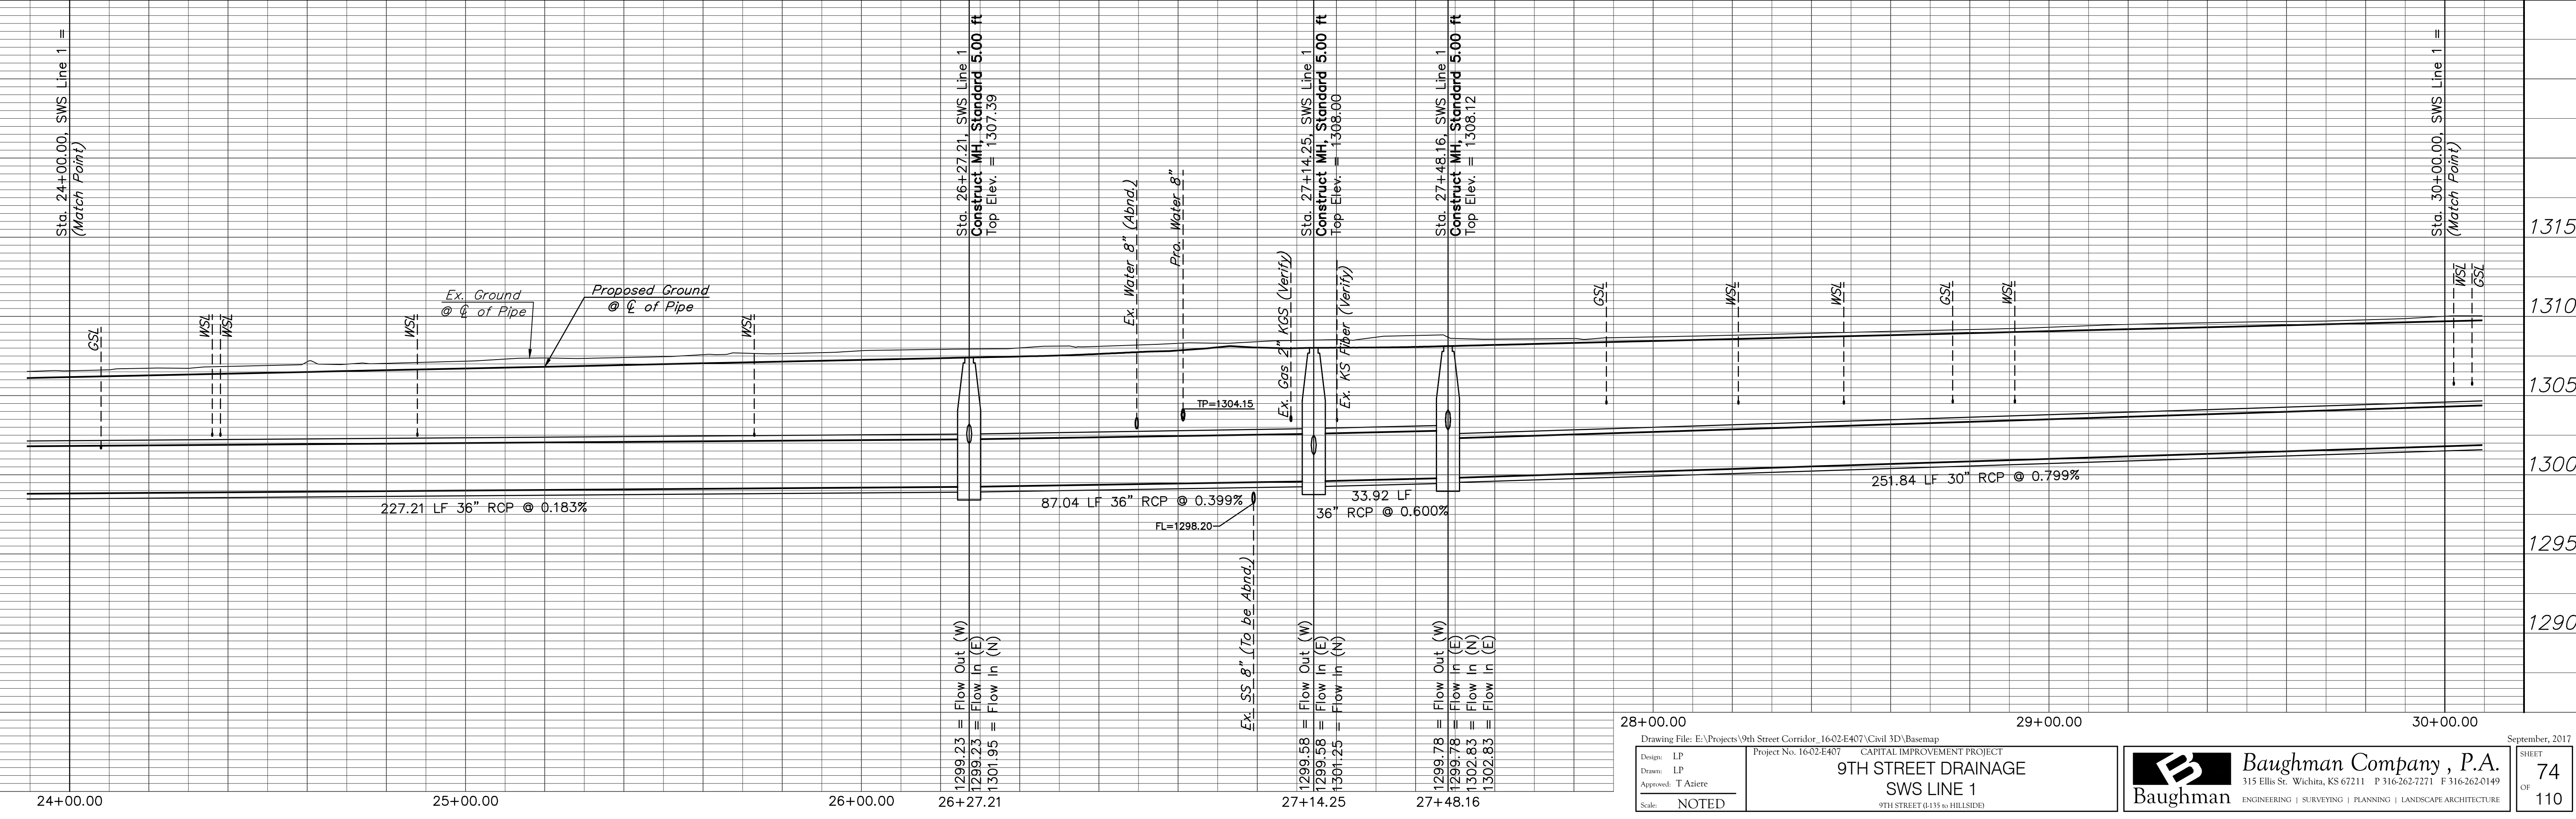 Sta. 24+00.00, SWS Line 1 =
(Match Point)
Sta. 26+27.21, SWS Line 1
Construct MH, Standard 5.00 ft
Top Elev. = 1307.39
Sta. 27+14.25, SWS Line 1
Construct MH, Standard 5.00 ft
Top Elev. = 1308.00
Sta. 27+48.16, SWS Line 1
Construct MH, Standard 5.00 ft
Top Elev. = 1308.12
Sta. 30+00.00, SWS Line 1 =
(Match Point)
1315
1310
1305
1300
1295
1290
GSL
WSL
WSL
WSL
Ex. Ground
@ ℄ of Pipe
Proposed Ground
@ ℄ of Pipe
WSL
Ex. Water 8" (Abnd.)
Pro. Water 8"
TP=1304.15
Ex. Gas 2" KGS (Verify)
Ex. KS Fiber (Verify)
GSL
WSL
WSL
GSL
WSL
WSL
GSL
227.21 LF 36" RCP @ 0.183%
87.04 LF 36" RCP @ 0.399%
FL=1298.20
33.92 LF
36" RCP @ 0.600%
251.84 LF 30" RCP @ 0.799%
Ex. SS 8" (To be Abnd.)
1299.23 = Flow Out (W)
1299.23 = Flow In (E)
1301.95 = Flow In (N)
1299.58 = Flow Out (W)
1299.58 = Flow In (E)
1301.25 = Flow In (N)
1299.78 = Flow Out (W)
1299.78 = Flow In (E)
1302.83 = Flow In (N)
1302.83 = Flow In (E)
24+00.00
25+00.00
26+00.00
26+27.21
27+14.25
27+48.16
28+00.00
29+00.00
30+00.00
Drawing File: E:\Projects\9th Street Corridor_16-02-E407\Civil 3D\Basemap
September, 2017
Design: LP
Drawn: LP
Approved: T Aziere
Scale: NOTED
Project No. 16-02-E407 CAPITAL IMPROVEMENT PROJECT
9TH STREET DRAINAGE
SWS LINE 1
9TH STREET (I-135 to HILLSIDE)
Baughman
Baughman Company, P.A.
315 Ellis St. Wichita, KS 67211 P 316-262-7271 F 316-262-0149
ENGINEERING | SURVEYING | PLANNING | LANDSCAPE ARCHITECTURE
SHEET
74
OF
110